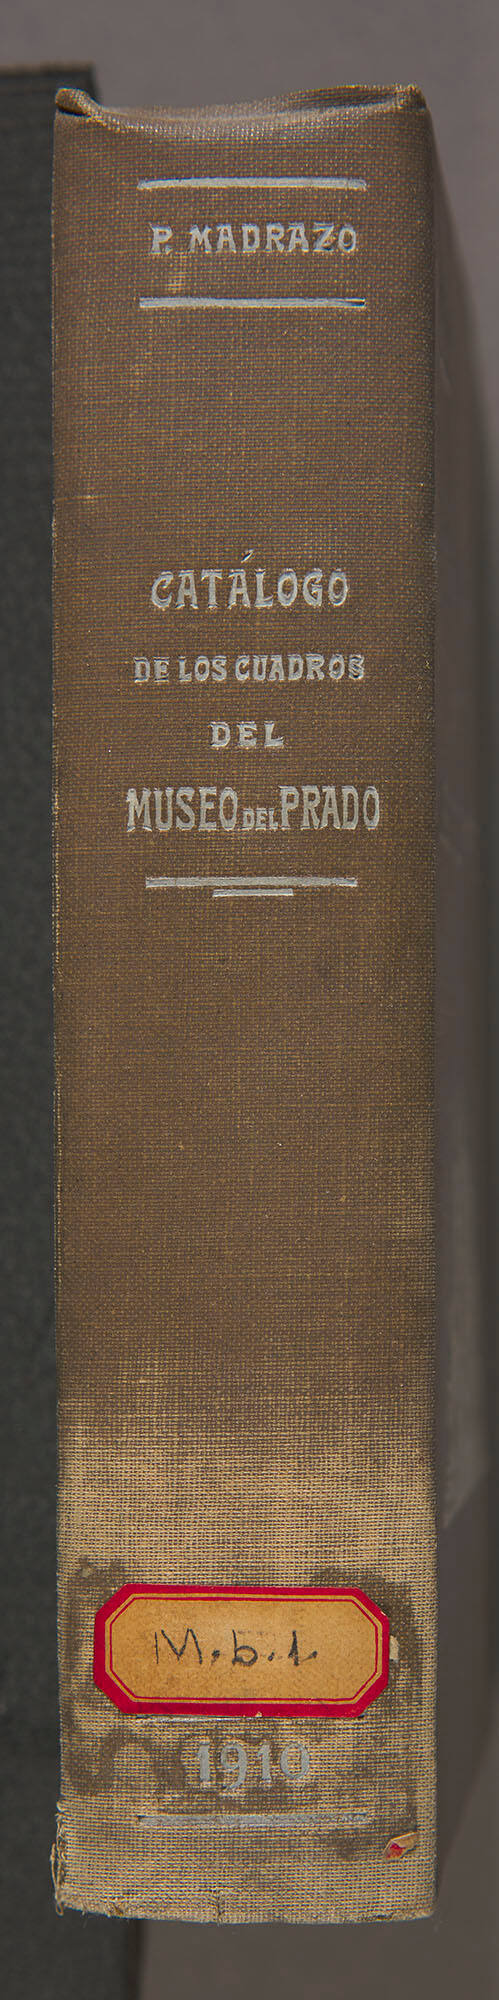 P. MADRAZO
CATÁLOGO
DE LOS CUADROS
DEL
MUSEO DEL PRADO
M.b.1
1910